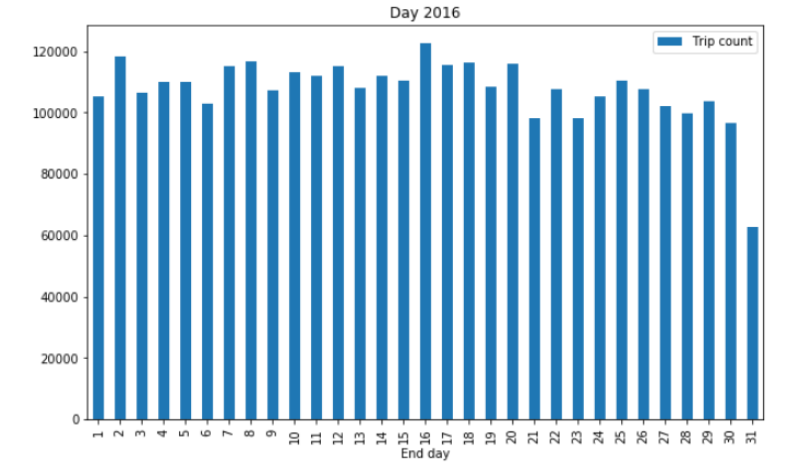 Day 2016
Trip count
120000
100000
80000
60000
40000
20000
0
1 2 3 4 5 6 7 8 9 10 11 12 13 14 15 16 17 18 19 20 21 22 23 24 25 26 27 28 29 30 31
End day